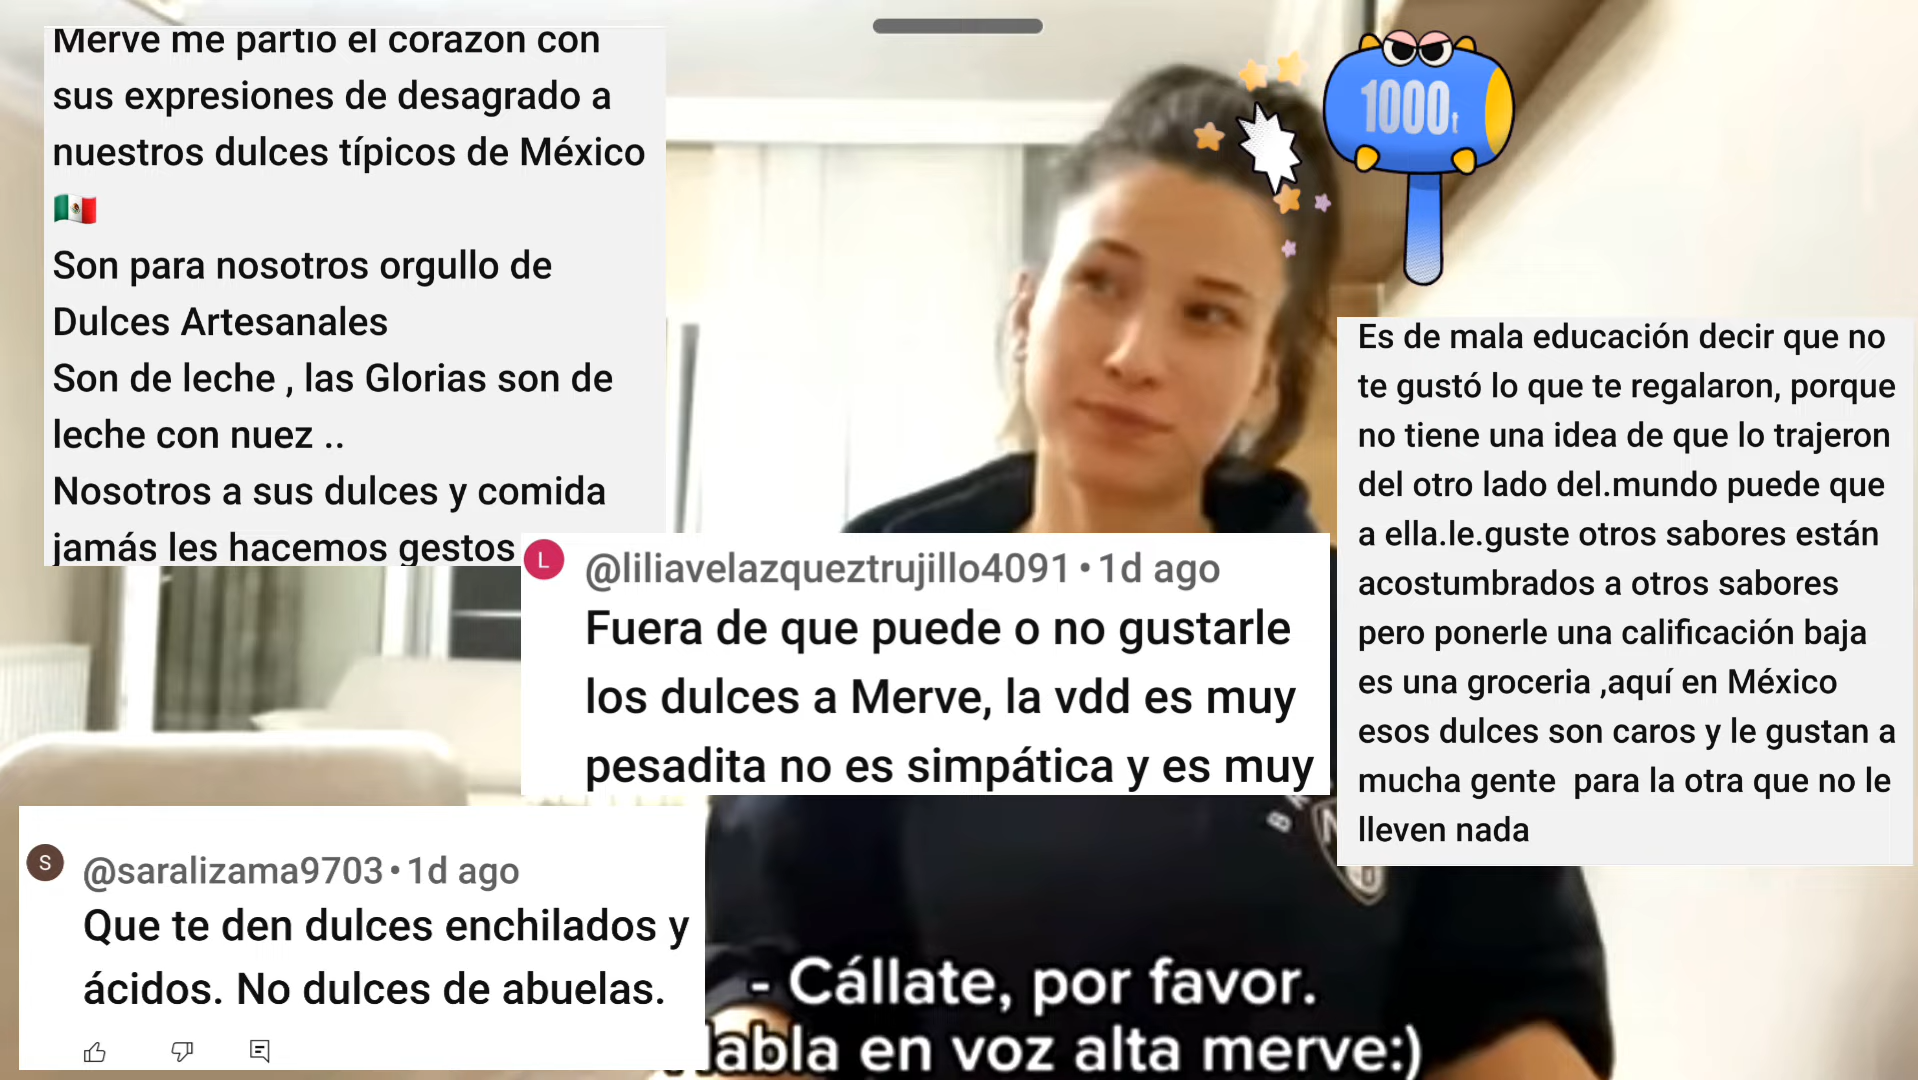 Merve me partió el corazón con
sus expresiones de desagrado a
nuestros dulces típicos de México
🇲🇽
Son para nosotros orgullo de
Dulces Artesanales
Son de leche , las Glorias son de
leche con nuez ..
Nosotros a sus dulces y comida
jamás les hacemos gestos
1000t
Es de mala educación decir que no
te gustó lo que te regalaron, porque
no tiene una idea de que lo trajeron
del otro lado del.mundo puede que
a ella.le.guste otros sabores están
acostumbrados a otros sabores
pero ponerle una calificación baja
es una groceria ,aquí en México
esos dulces son caros y le gustan a
mucha gente  para la otra que no le
lleven nada
L
@liliavelazqueztrujillo4091 • 1d ago
Fuera de que puede o no gustarle
los dulces a Merve, la vdd es muy
pesadita no es simpática y es muy
S
@saralizama9703 • 1d ago
Que te den dulces enchilados y
ácidos. No dulces de abuelas.
- Cállate, por favor.
Habla en voz alta merve:)